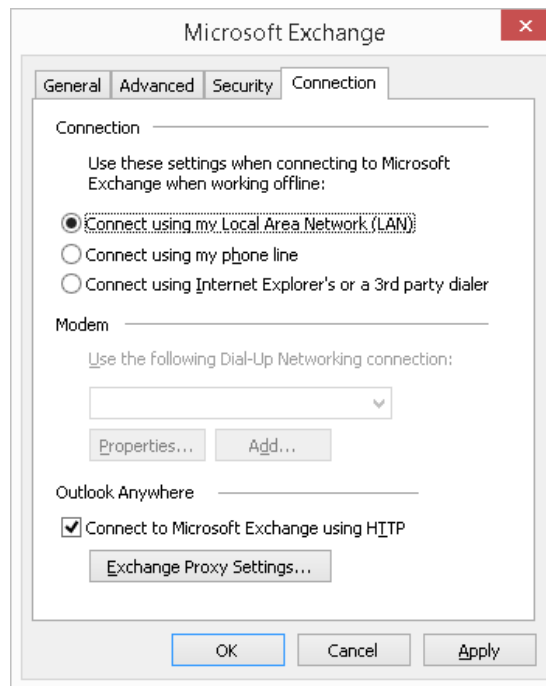 Microsoft Exchange
General Advanced Security Connection
Connection
Use these settings when connecting to Microsoft
Exchange when working offline:
Connect using my Local Area Network (LAN)
Connect using my phone line
Connect using Internet Explorer's or a 3rd party dialer
Modem
Use the following Dial-Up Networking connection:
Properties... Add...
Outlook Anywhere
Connect to Microsoft Exchange using HTTP
Exchange Proxy Settings...
OK Cancel Apply